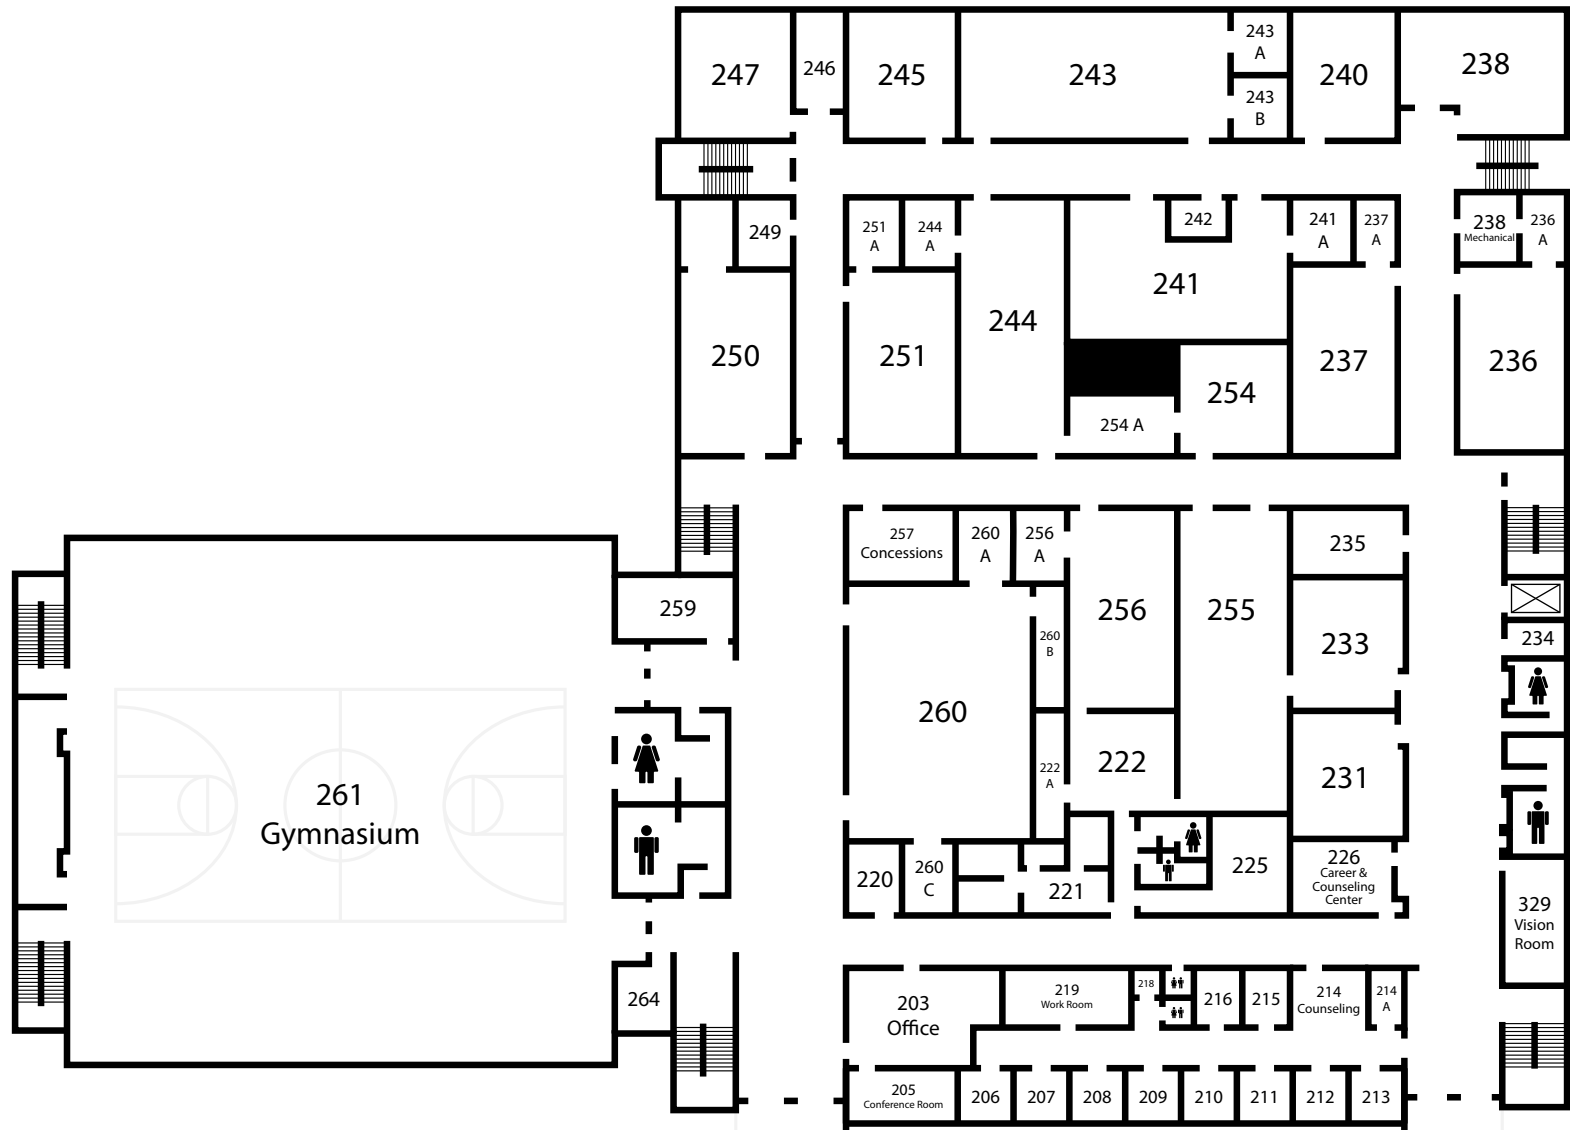 247
246
245
243
243
A
243
B
240
238
249
251
A
244
A
242
241
A
237
A
238
Mechanical
236
A
250
251
244
241
254
254 A
237
236
257
Concessions
260
A
256
A
235
259
256
255
233
234
260
B
260
222
A
222
231
261
Gymnasium
220
260
C
221
225
226
Career &
Counseling
Center
329
Vision
Room
264
203
Office
219
Work Room
218
216
215
214
Counseling
214
A
205
Conference Room
206
207
208
209
210
211
212
213